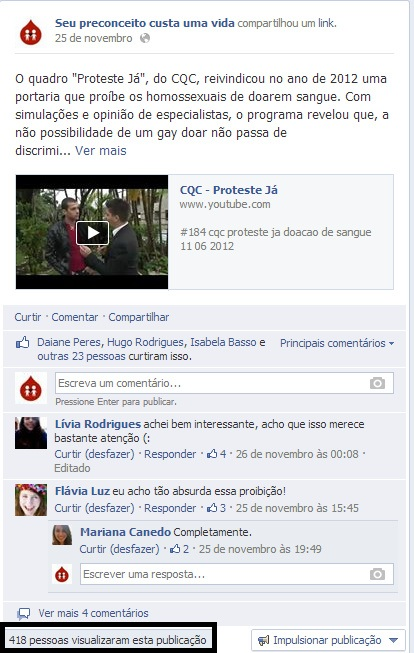 Seu preconceito custa uma vida compartilhou um link.
25 de novembro
O quadro "Proteste Já", do CQC, reivindicou no ano de 2012 uma
portaria que proíbe os homossexuais de doarem sangue. Com
simulações e opinião de especialistas, o programa revelou que, a
não possibilidade de um gay doar não passa de
discrimi... Ver mais
CQC - Proteste Já
www.youtube.com
#184 cqc proteste ja doacao de sangue
11 06 2012
Curtir · Comentar · Compartilhar
Daiane Peres, Hugo Rodrigues, Isabela Basso e
outras 23 pessoas curtiram isso.
Principais comentários
Escreva um comentário...
Pressione Enter para publicar.
Lívia Rodrigues achei bem interessante, acho que isso merece
bastante atenção (:
Curtir (desfazer) · Responder · 4 · 26 de novembro às 00:08 ·
Editado
Flávia Luz eu acho tão absurda essa proibição!
Curtir (desfazer) · Responder · 3 · 25 de novembro às 15:45
Mariana Canedo Completamente.
Curtir (desfazer) · 2 · 25 de novembro às 19:49
Escrever uma resposta...
Ver mais 4 comentários
418 pessoas visualizaram esta publicação
Impulsionar publicação